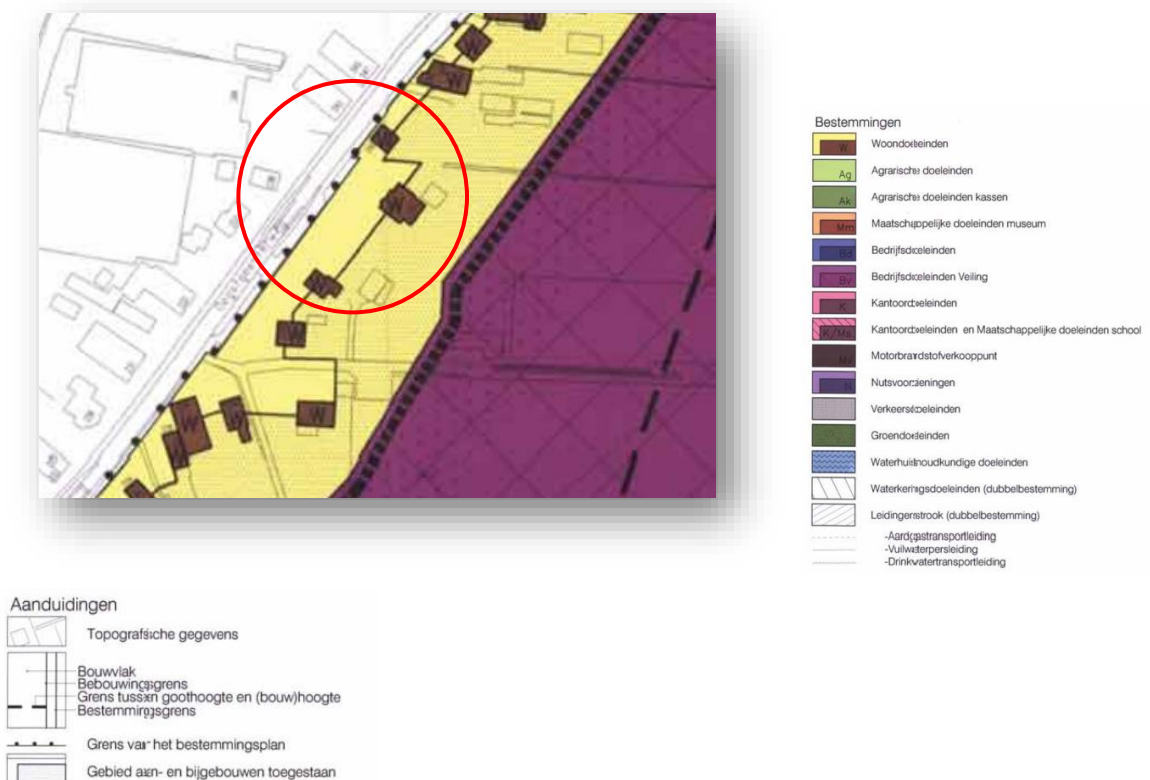 W
W
W
W
W
W
W
W
W
Bestemmingen
W Woondoeleinden
Ag Agrarische doeleinden
Ak Agrarische doeleinden kassen
Mm Maatschappelijke doeleinden museum
Bd Bedrijfsdoeleinden
Bv Bedrijfsdoeleinden Veiling
K Kantoordoeleinden
K/Ms Kantoordoeleinden en Maatschappelijke doeleinden school
Mv Motorbrandstofverkooppunt
N Nutsvoorzieningen
Verkeersdoeleinden
Groendoeleinden
Waterhuishoudkundige doeleinden
Waterkeringsdoeleinden (dubbelbestemming)
Leidingenstrook (dubbelbestemming)
-Aardgastransportleiding
-Vuilwaterpersleiding
-Drinkwatertransportleiding
Aanduidingen
Topografische gegevens
Bouwvlak
Bebouwingsgrens
Grens tussen goothoogte en (bouw)hoogte
Bestemmingsgrens
Grens van het bestemmingsplan
Gebied aan- en bijgebouwen toegestaan